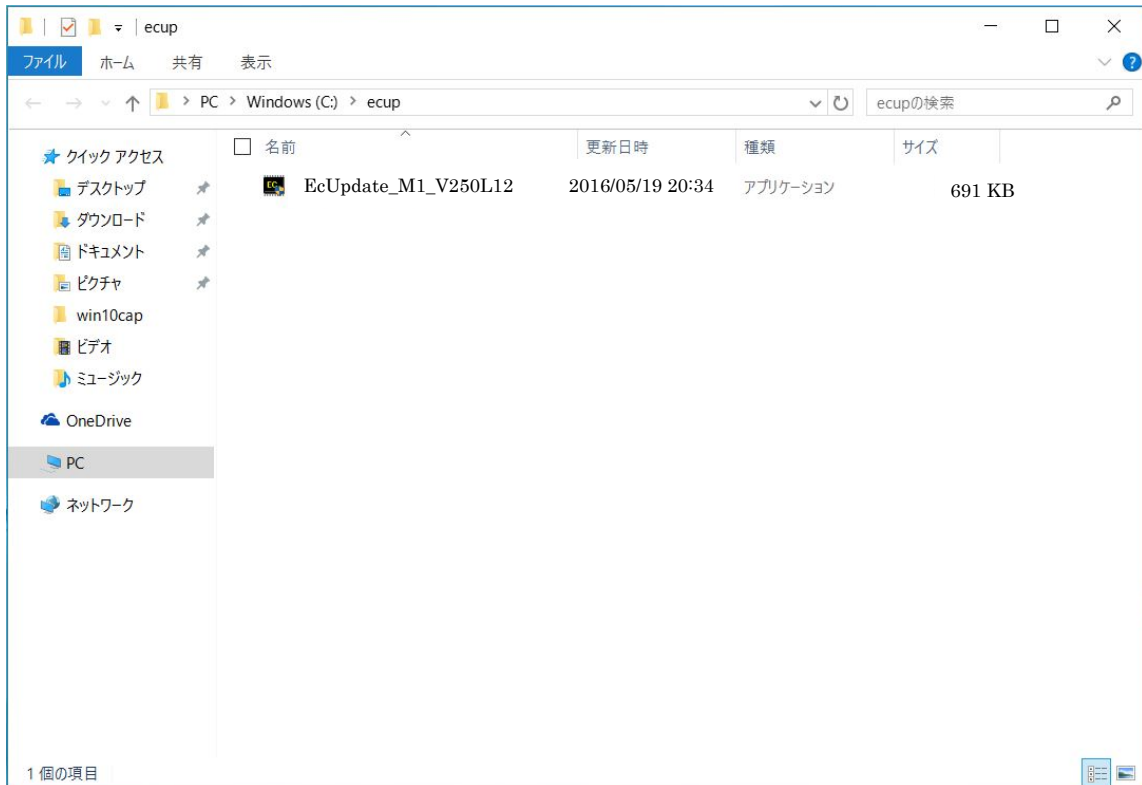 ecup
ファイル ホーム 共有 表示
PC > Windows (C:) > ecup ecupの検索
名前 更新日時 種類 サイズ
EC EcUpdate_M1_V250L12 2016/05/19 20:34 アプリケーション 691 KB
クイック アクセス
デスクトップ
ダウンロード
ドキュメント
ピクチャ
win10cap
ビデオ
ミュージック
OneDrive
PC
ネットワーク
1 個の項目